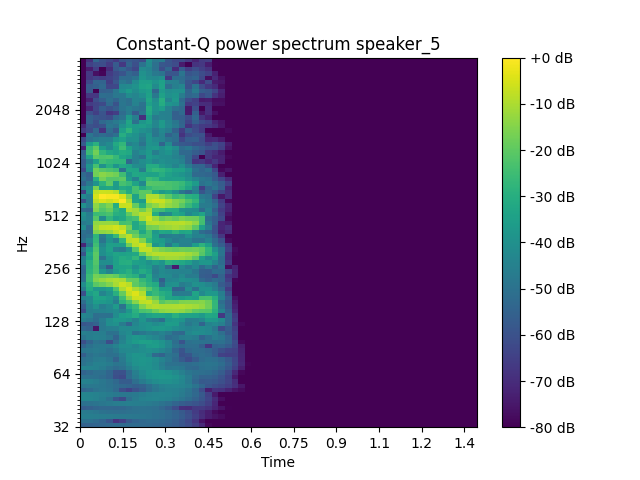 Constant-Q power spectrum speaker_5
Hz
2048
1024
512
256
128
64
32
0 0.15 0.3 0.45 0.6 0.75 0.9 1.1 1.2 1.4
Time
+0 dB
-10 dB
-20 dB
-30 dB
-40 dB
-50 dB
-60 dB
-70 dB
-80 dB